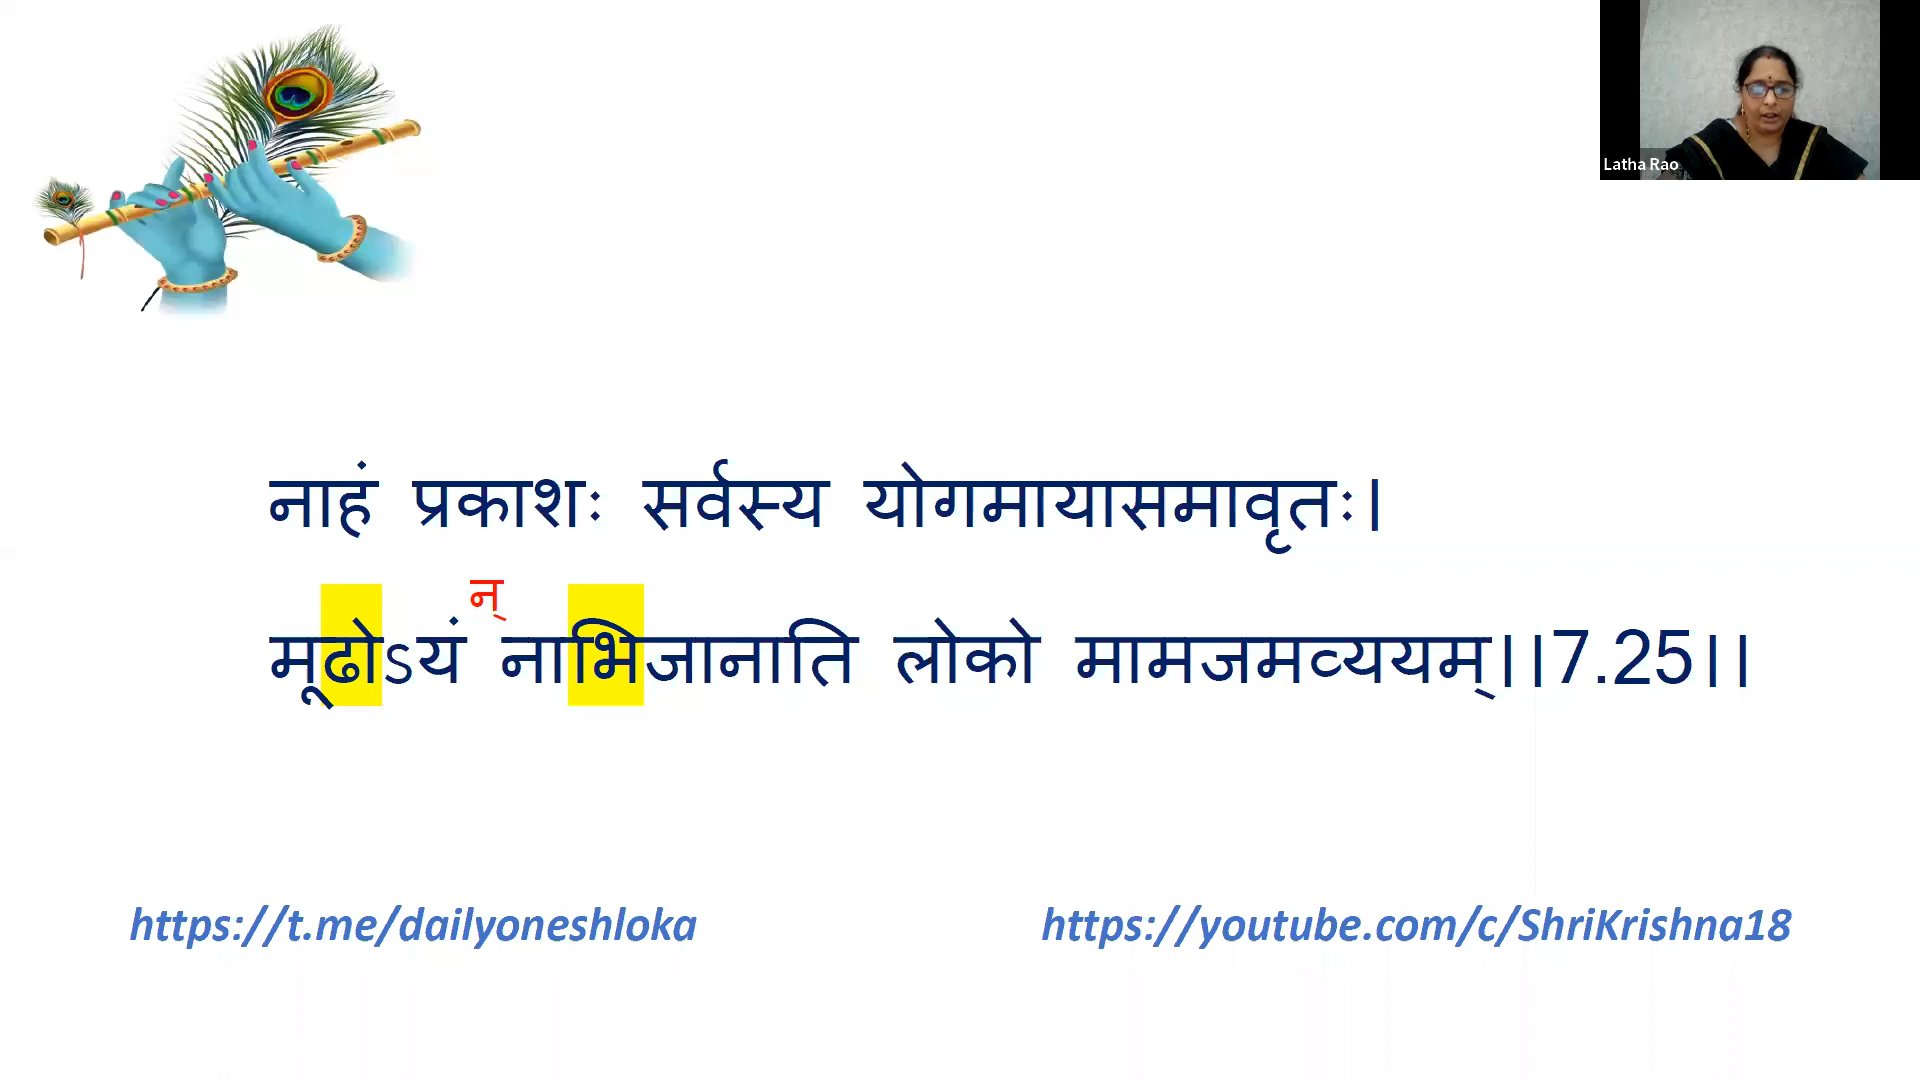 Latha Rao
नाहं प्रकाशः सर्वस्य योगमायासमावृतः।
न्
मूढोऽयं नाभिजानाति लोको मामजमव्ययम्।।7.25।।
https://t.me/dailyoneshloka
https://youtube.com/c/ShriKrishna18